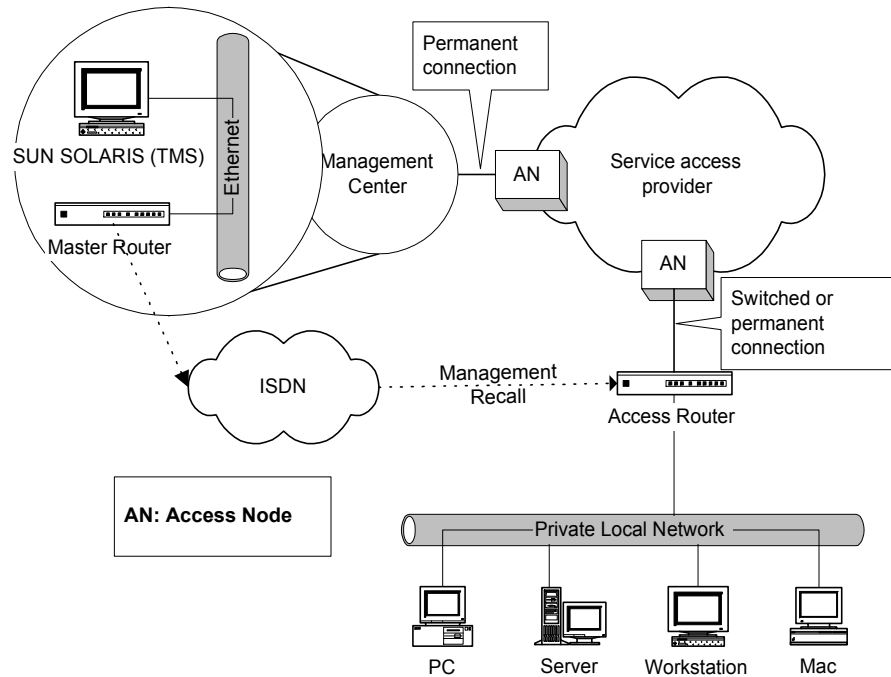 Permanent
connection
SUN SOLARIS (TMS)
Ethernet
Management
Center
AN
Service access
provider
Master Router
AN
Switched or
permanent
connection
ISDN
Management
Recall
Access Router
AN: Access Node
Private Local Network
PC
Server
Workstation
Mac